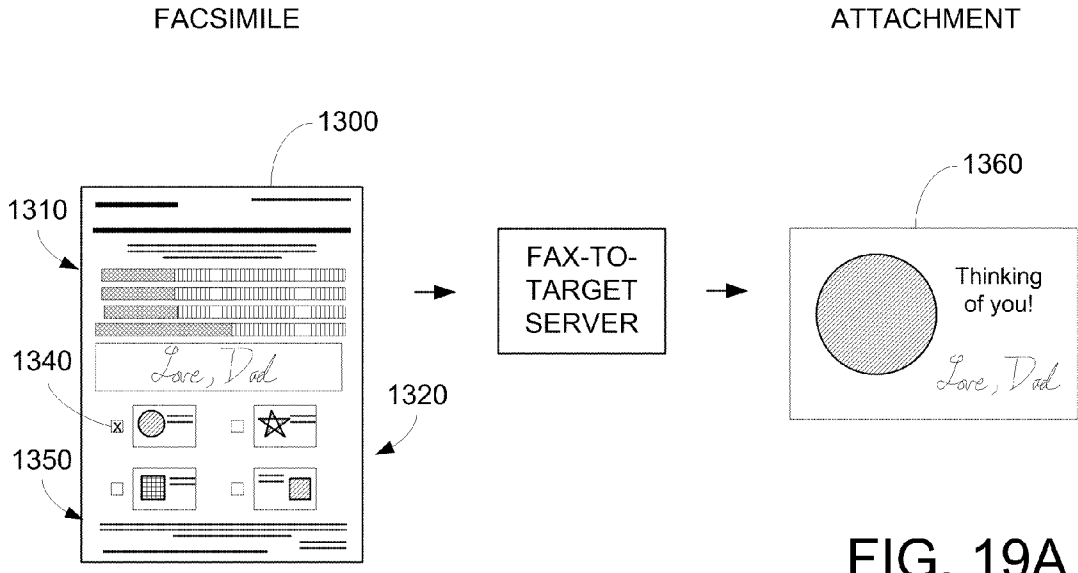 FACSIMILE
ATTACHMENT
1300
1360
1310
FAX-TO-
TARGET
SERVER
Thinking
of you!
1340
Love, Dad
Love, Dad
1320
X
1350
FIG. 19A